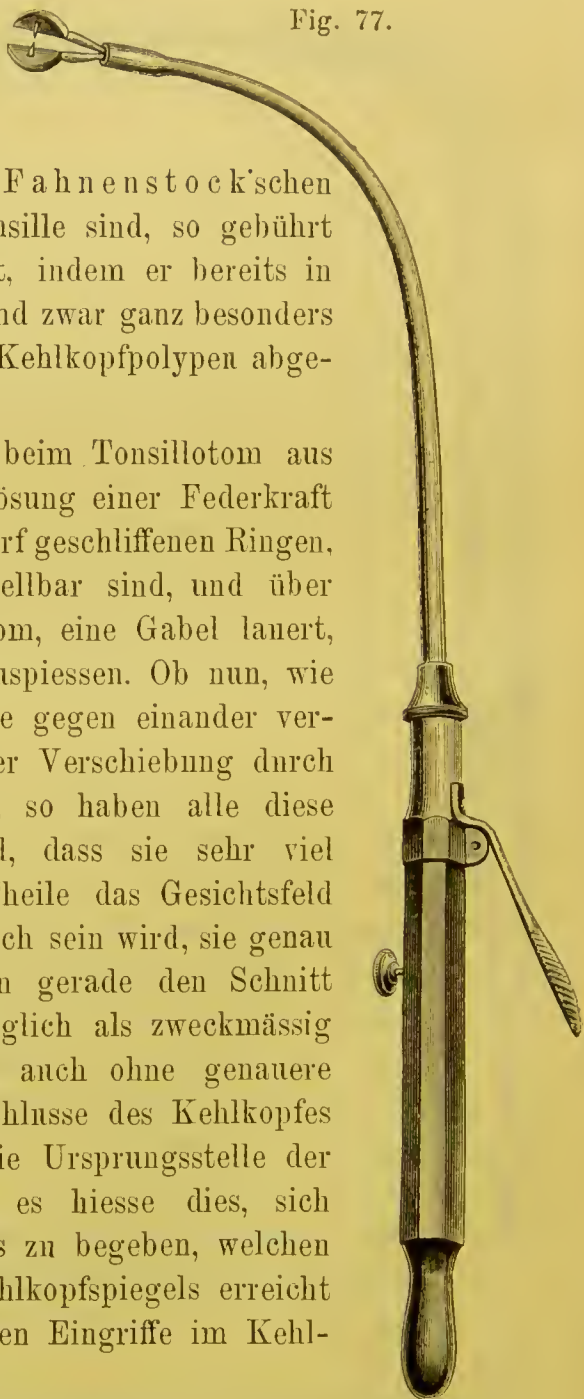 Fig. 77.
Fahnenstock'schen
nsille sind, so gebührt
t, indem er bereits in
nd zwar ganz besonders
Kehlkopfpolypen abge-
beim Tonsillotom aus
ösung einer Federkraft
rf geschliffenen Ringen,
ellbar sind, und über
om, eine Gabel lauert,
uspiessen. Ob nun, wie
e gegen einander ver-
er Verschiebung durch
so haben alle diese
l, dass sie sehr viel
heile das Gesichtsfeld
ch sein wird, sie genau
n gerade den Schnitt
glich als zweckmässig
auch ohne genauere
hlusse des Kehlkopfes
ie Ursprungsstelle der
es hiesse dies, sich
s zu begeben, welchen
hlkopfspiegels erreicht
en Eingriffe im Kehl-